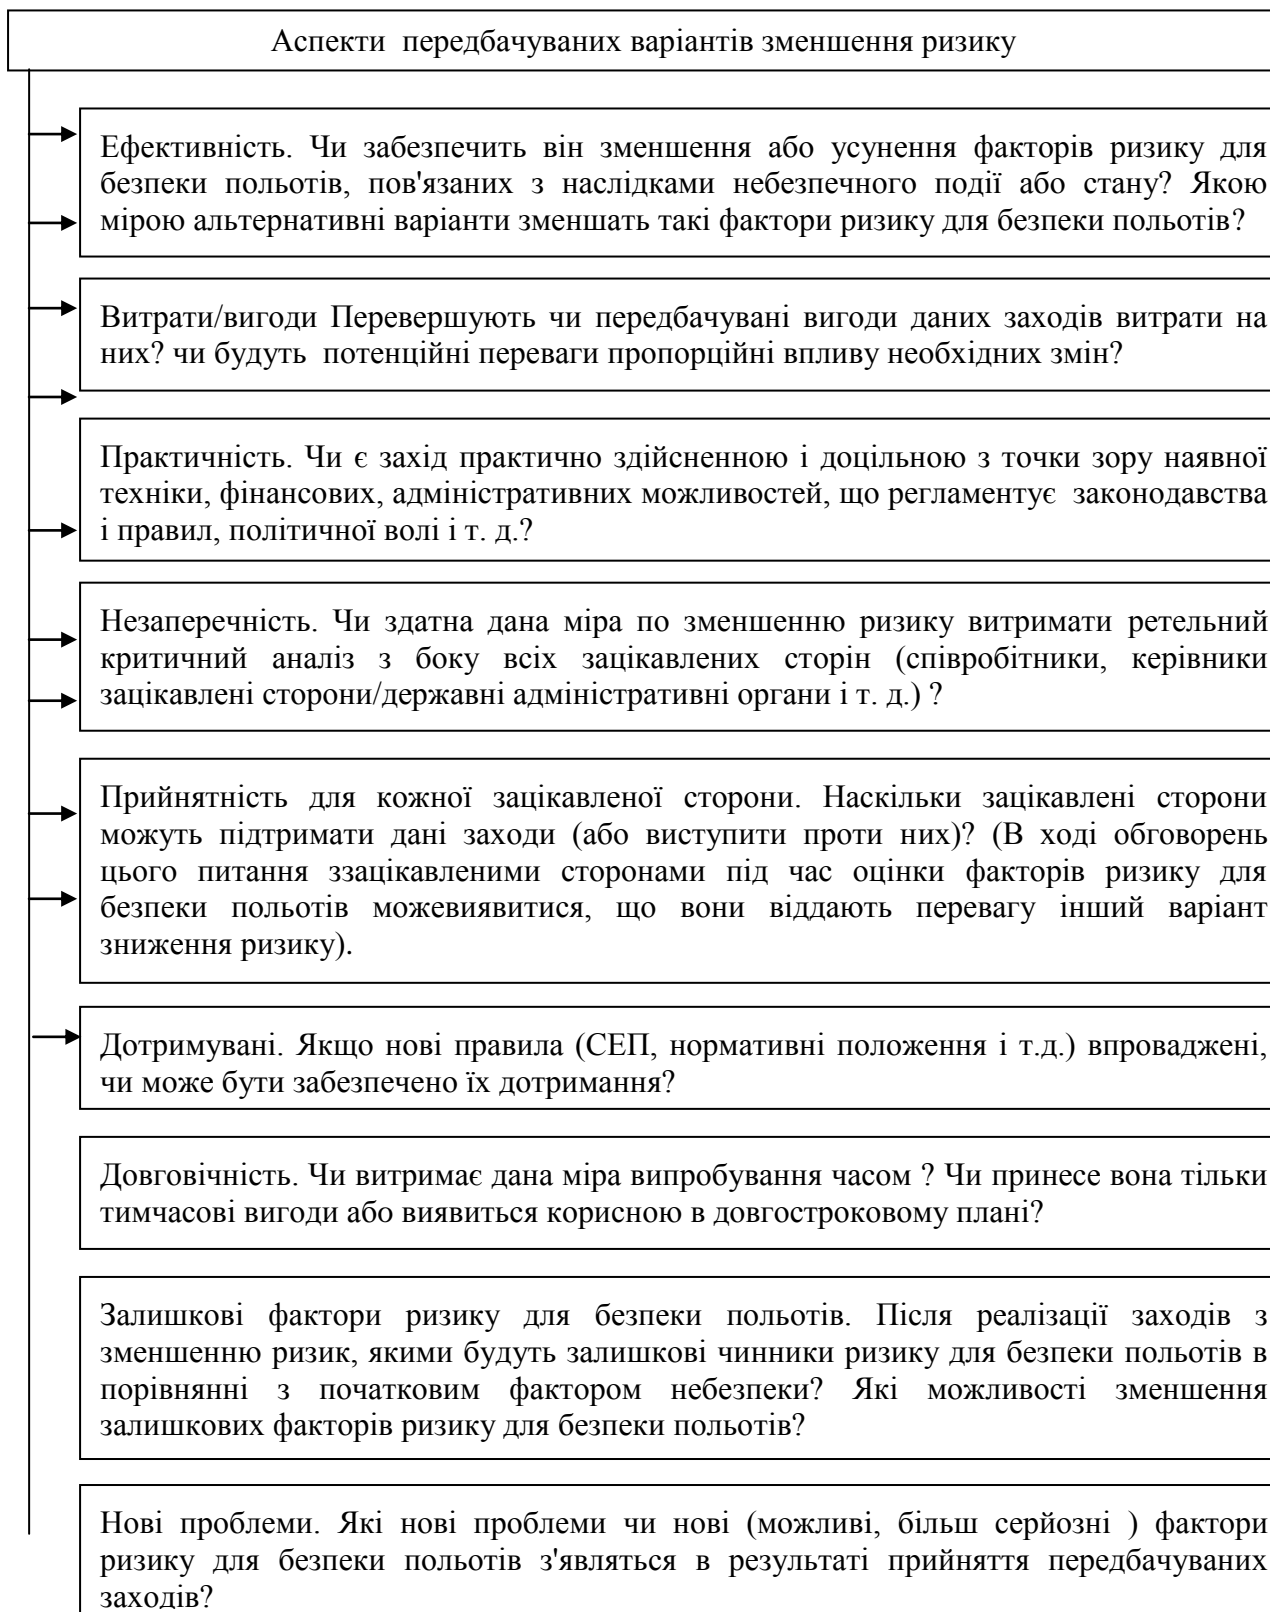 Аспекти передбачуваних варіантів зменшення ризику
Ефективність. Чи забезпечить він зменшення або усунення факторів ризику для
безпеки польотів, пов'язаних з наслідками небезпечного події або стану? Якою
мірою альтернативні варіанти зменшать такі фактори ризику для безпеки польотів?
Витрати/вигоди Перевершують чи передбачувані вигоди даних заходів витрати на
них? чи будуть потенційні переваги пропорційні впливу необхідних змін?
Практичність. Чи є захід практично здійсненною і доцільною з точки зору наявної
техніки, фінансових, адміністративних можливостей, що регламентує законодавства
і правил, політичної волі і т. д.?
Незаперечність. Чи здатна дана міра по зменшенню ризику витримати ретельний
критичний аналіз з боку всіх зацікавлених сторін (співробітники, керівники
зацікавлені сторони/державні адміністративні органи і т. д.) ?
Прийнятність для кожної зацікавленої сторони. Наскільки зацікавлені сторони
можуть підтримати дані заходи (або виступити проти них)? (В ході обговорень
цього питання ззацікавленими сторонами під час оцінки факторів ризику для
безпеки польотів можевиявитися, що вони віддають перевагу інший варіант
зниження ризику).
Дотримувані. Якщо нові правила (СЕП, нормативні положення і т.д.) впроваджені,
чи може бути забезпечено їх дотримання?
Довговічність. Чи витримає дана міра випробування часом ? Чи принесе вона тільки
тимчасові вигоди або виявиться корисною в довгостроковому плані?
Залишкові фактори ризику для безпеки польотів. Після реалізації заходів з
зменшенню ризик, якими будуть залишкові чинники ризику для безпеки польотів в
порівнянні з початковим фактором небезпеки? Які можливості зменшення
залишкових факторів ризику для безпеки польотів?
Нові проблеми. Які нові проблеми чи нові (можливі, більш серйозні ) фактори
ризику для безпеки польотів з'являться в результаті прийняття передбачуваних
заходів?